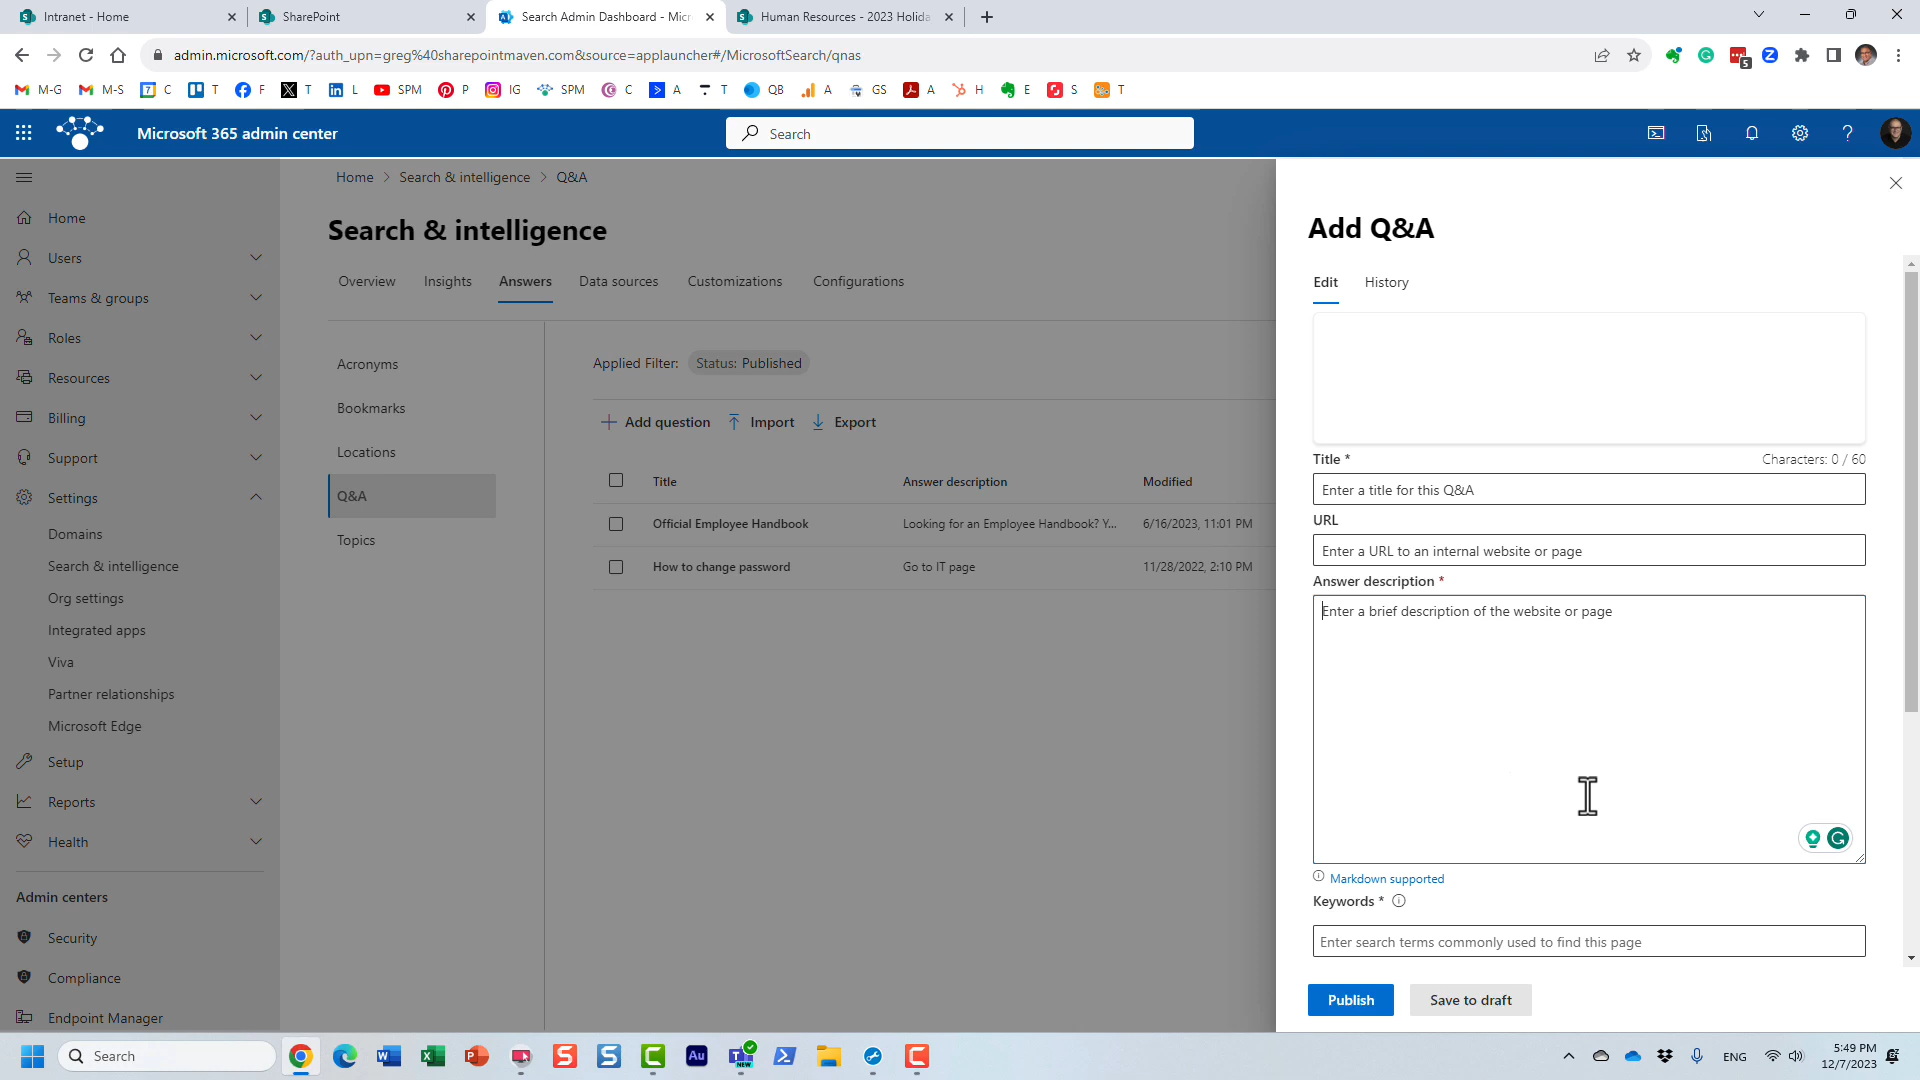 Intranet - Home
SharePoint
Search Admin Dashboard - Micr
Human Resources - 2023 Holida
admin.microsoft.com/?auth_upn=greg%40sharepointmaven.com&source=applauncher#/MicrosoftSearch/qnas
5
M-G
M-S
7
C
T
F
T
L
SPM
P
IG
SPM
C
A
T
QB
A
GS
A
H
E
S
T
Microsoft 365 admin center
Search
Home
Users
Teams & groups
Roles
Resources
Billing
Support
Settings
Domains
Search & intelligence
Org settings
Integrated apps
Viva
Partner relationships
Microsoft Edge
Setup
Reports
Health
Admin centers
Security
Compliance
Endpoint Manager
Home > Search & intelligence > Q&A
Search & intelligence
Overview
Insights
Answers
Data sources
Customizations
Configurations
Acronyms
Bookmarks
Locations
Q&A
Topics
Applied Filter: Status: Published
Add question
Import
Export
Title
Answer description
Modified
Official Employee Handbook
Looking for an Employee Handbook? Y...
6/16/2023, 11:01 PM
How to change password
Go to IT page
11/28/2022, 2:10 PM
Add Q&A
Edit
History
Title *
Characters: 0 / 60
Enter a title for this Q&A
URL
Enter a URL to an internal website or page
Answer description *
Enter a brief description of the website or page
Markdown supported
Keywords *
Enter search terms commonly used to find this page
Publish
Save to draft
Search
Au
NEW
ENG
5:49 PM
12/7/2023